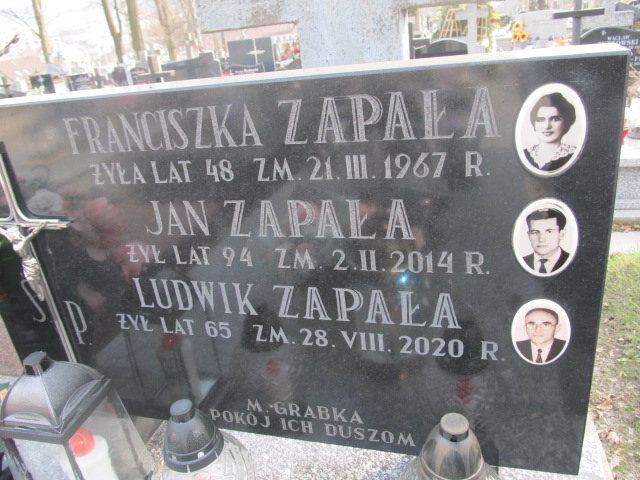 FRANCISZKA ZAPAŁA
ŻYŁA LAT 48 ZM. 21. III. 1967 R.
JAN ZAPAŁA
ŻYŁ LAT 94 ZM. 2. II. 2014 R.
LUDWIK ZAPAŁA
Ś. P.
ŻYŁ LAT 65 ZM. 28. VIII. 2020 R.
M. GRABKA
POKÓJ ICH DUSZOM
WACŁAW